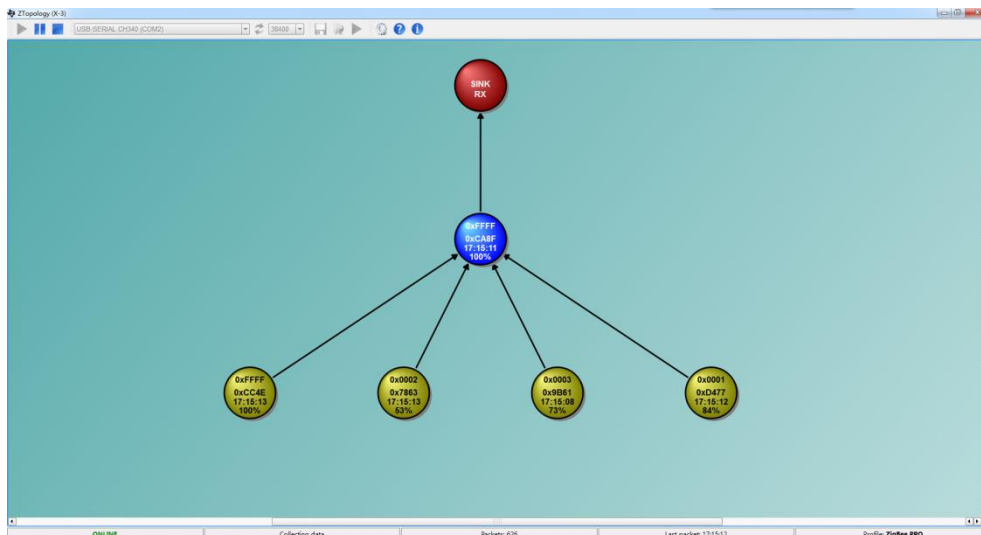 ZTopology (X-3)
USB-SERIAL CH340 (COM2) 38400
SINK
RX
0xFFFF
0xCA8F
17:15:11
100%
0xFFFF
0xCC4E
17:15:13
100%
0x0002
0x7863
17:15:13
53%
0x0003
0x9B61
17:15:08
73%
0x0001
0xD477
17:15:12
84%
ONLINE Collecting data Packets: 626 Last packet: 17:15:12 Profile: ZigBee PRO